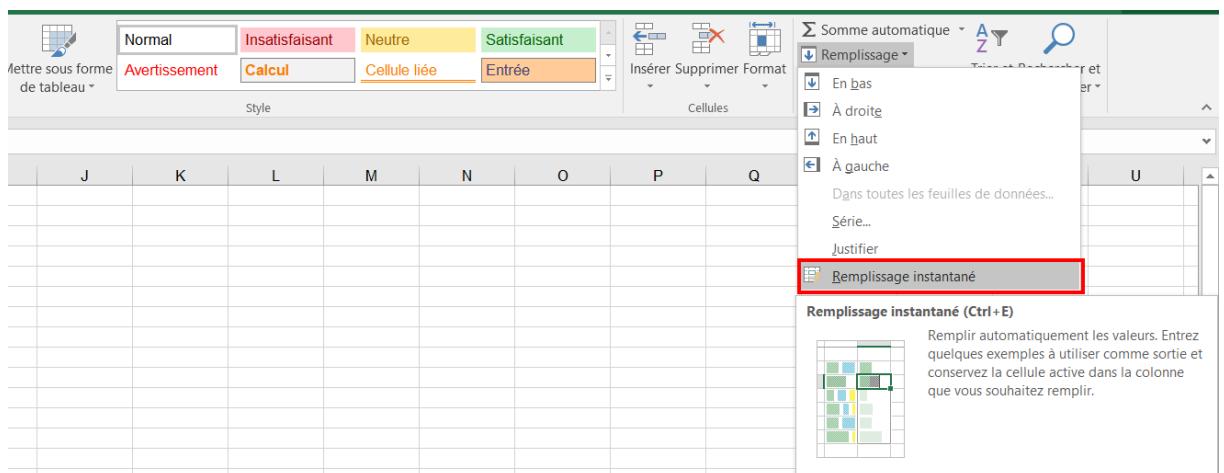 Normal
Insatisfaisant
Neutre
Satisfaisant
Avertissement
Calcul
Cellule liée
Entrée
Mettre sous forme
de tableau
Style
Insérer Supprimer Format
Cellules
Somme automatique
Remplissage
En bas
À droite
En haut
À gauche
Dans toutes les feuilles de données...
Série...
Justifier
Remplissage instantané
J K L M N O P Q U
Remplissage instantané (Ctrl+E)
Remplir automatiquement les valeurs. Entrez
quelques exemples à utiliser comme sortie et
conservez la cellule active dans la colonne
que vous souhaitez remplir.